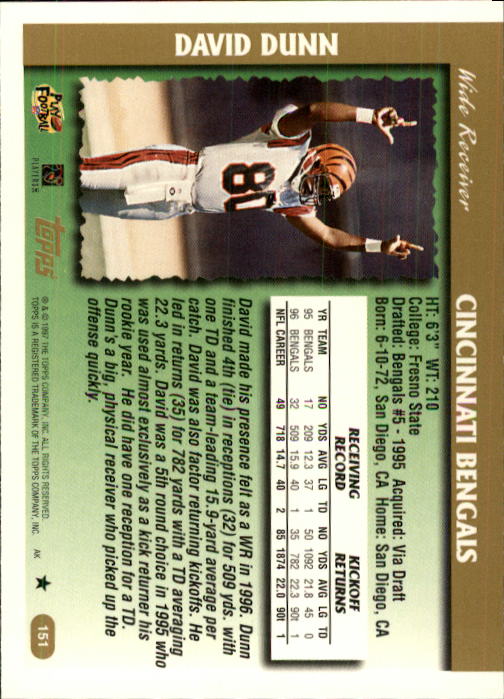 DAVID DUNN
Wide Receiver
CINCINNATI BENGALS
HT: 6'3" WT: 210
College: Fresno State
Drafted: Bengals #5 - 1995 Acquired: Via Draft
Born: 6-10-72, San Diego, CA Home: San Diego, CA
RECEIVING RECORD KICKOFF RETURNS
YR TEAM NO YDS AVG LG TD NO YDS AVG LG TD
95 BENGALS 17 209 12.3 37 1 50 1092 21.8 45 0
96 BENGALS 32 509 15.9 40 1 35 782 22.3 90t 1
NFL CAREER 49 718 14.7 40 2 85 1874 22.0 90t 1
David made his presence felt as a WR in 1996. Dunn
finished 4th (tie) in receptions (32) for 509 yds. with
one TD and a team-leading 15.9-yard average per
catch. David was also factor returning kickoffs. He
led in returns (35) for 782 yards with a TD averaging
22.3 yards. David was a 5th round choice in 1995 who
was used almost exclusively as a kick returner his
rookie year. He did have one reception for a TD.
Dunn's a big, physical receiver who picked up the
offense quickly.
80
PLAY
FOOTBALL
PLAYERS
TOPPS
® & © 1997 THE TOPPS COMPANY, INC. ALL RIGHTS RESERVED.
TOPPS IS A REGISTERED TRADEMARK OF THE TOPPS COMPANY, INC.
AK
151